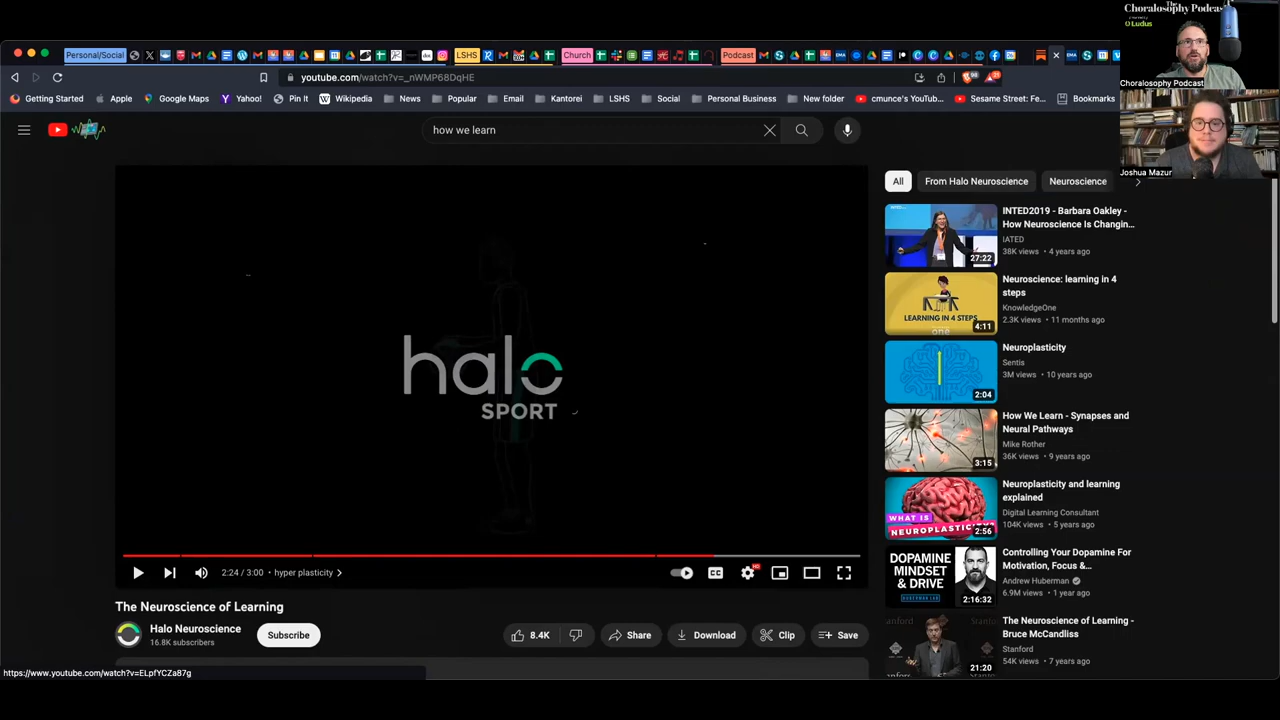 The
Choralosophy Podcast
Ludus
Choralosophy Podcast
Joshua Mazur
Personal/Social
LSHS
Church
Podcast
youtube.com/watch?v=_nWMP68DqHE
Getting Started
Apple
Google Maps
Yahoo!
Pin It
Wikipedia
News
Popular
Email
Kantorei
LSHS
Social
Personal Business
New folder
cmunce's YouTub...
Sesame Street: Fe...
Bookmarks
how we learn
halo
SPORT
2:24 / 3:00 • hyper plasticity
CC
HD
The Neuroscience of Learning
Halo Neuroscience
16.8K subscribers
Subscribe
8.4K
Share
Download
Clip
Save
https://www.youtube.com/watch?v=ELpfYCZa87g
All
From Halo Neuroscience
Neuroscience
INTED2019 - Barbara Oakley -
How Neuroscience Is Changin...
IATED
38K views • 4 years ago
27:22
Neuroscience: learning in 4
steps
KnowledgeOne
2.3K views • 11 months ago
LEARNING IN 4 STEPS
one
4:11
Neuroplasticity
Sentis
3M views • 10 years ago
2:04
How We Learn - Synapses and
Neural Pathways
Mike Rother
36K views • 9 years ago
3:15
Neuroplasticity and learning
explained
Digital Learning Consultant
104K views • 5 years ago
WHAT IS
NEUROPLASTICITY?
2:56
Controlling Your Dopamine For
Motivation, Focus &...
Andrew Huberman
6.9M views • 1 year ago
DOPAMINE
MINDSET
& DRIVE
HUBERMAN LAB
2:16:32
The Neuroscience of Learning -
Bruce McCandliss
Stanford
54K views • 7 years ago
21:20